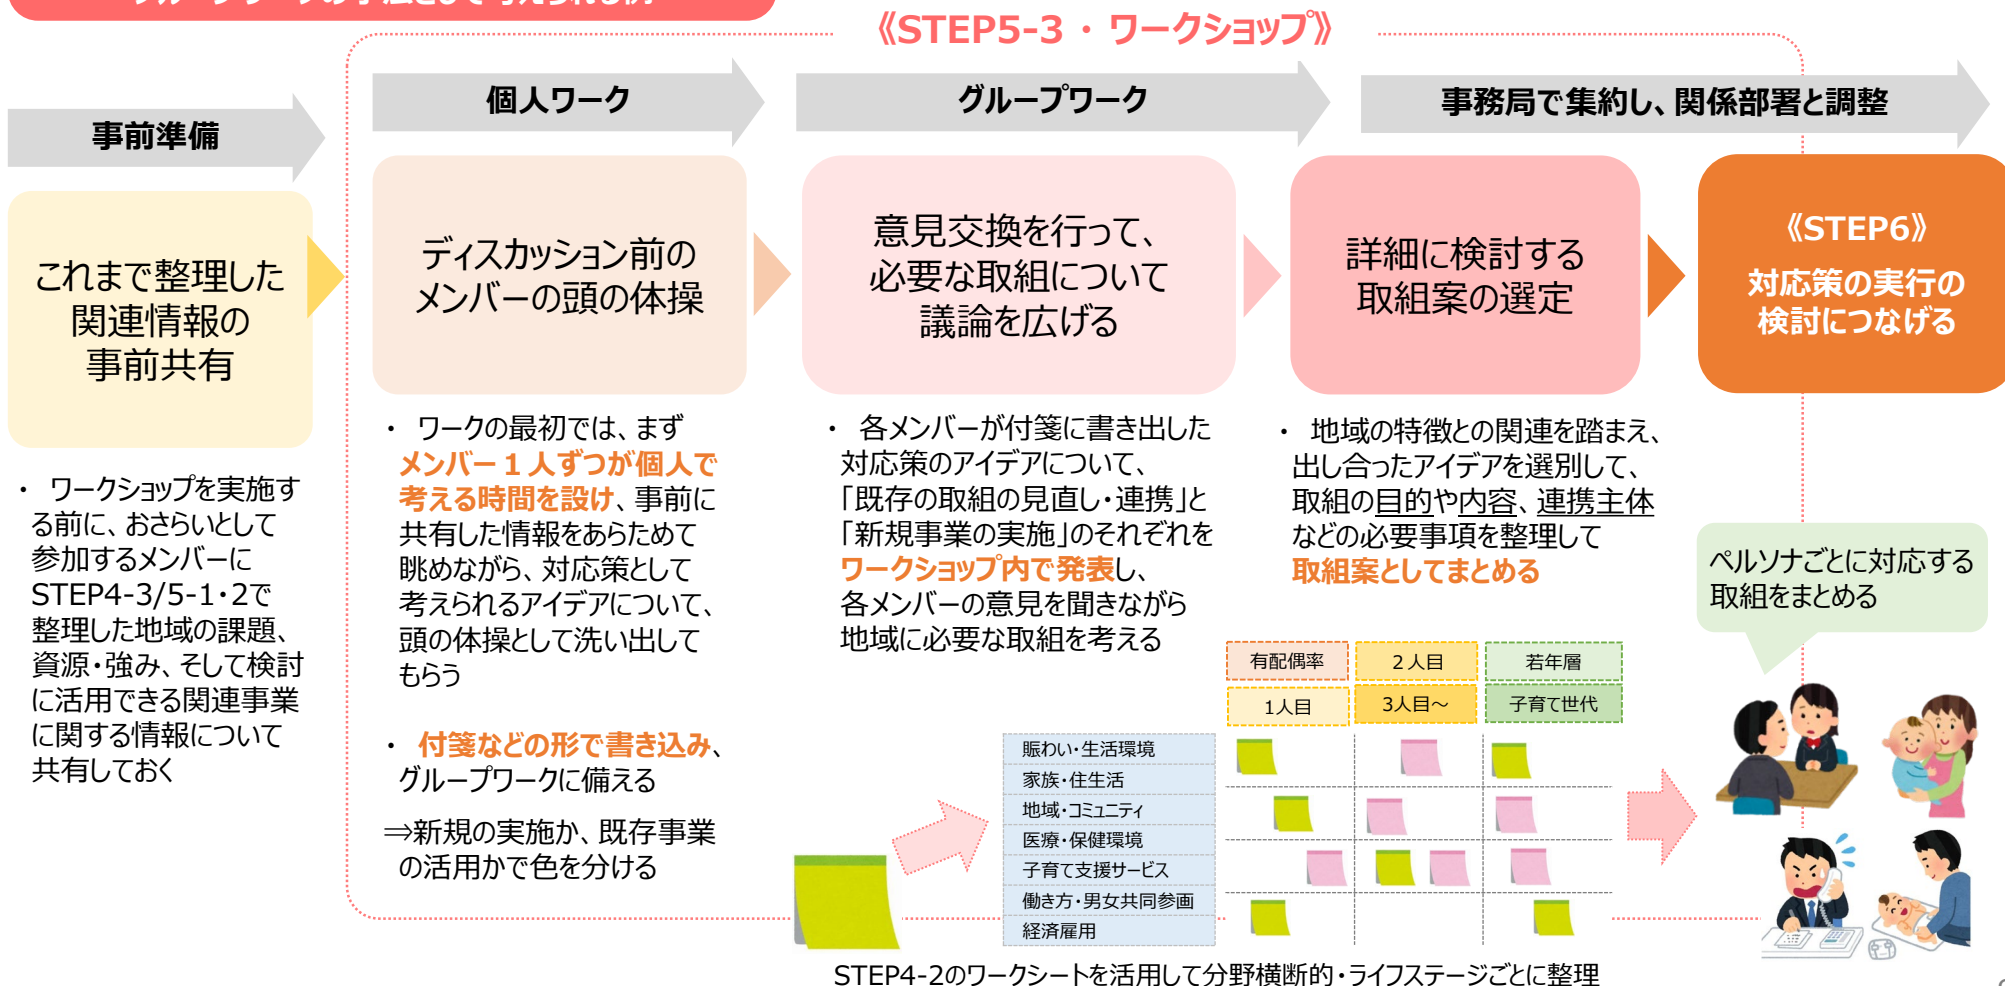 グループワークの手法として考えられる例
《STEP5-3 ・ ワークショップ》
事前準備
個人ワーク
グループワーク
事務局で集約し、関係部署と調整
これまで整理した
関連情報の
事前共有
ディスカッション前の
メンバーの頭の体操
意見交換を行って、
必要な取組について
議論を広げる
詳細に検討する
取組案の選定
《STEP6》
対応策の実行の
検討につなげる
・ ワークショップを実施す
る前に、おさらいとして
参加するメンバーに
STEP4-3/5-1・2で
整理した地域の課題、
資源・強み、そして検討
に活用できる関連事業
に関する情報について
共有しておく
・ ワークの最初では、まず
メンバー１人ずつが個人で
考える時間を設け、事前に
共有した情報をあらためて
眺めながら、対応策として
考えられるアイデアについて、
頭の体操として洗い出して
もらう
・ 付箋などの形で書き込み、
グループワークに備える
⇒新規の実施か、既存事業
の活用かで色を分ける
・ 各メンバーが付箋に書き出した
対応策のアイデアについて、
「既存の取組の見直し・連携」と
「新規事業の実施」のそれぞれを
ワークショップ内で発表し、
各メンバーの意見を聞きながら
地域に必要な取組を考える
・ 地域の特徴との関連を踏まえ、
出し合ったアイデアを選別して、
取組の目的や内容、連携主体
などの必要事項を整理して
取組案としてまとめる
ペルソナごとに対応する
取組をまとめる
有配偶率
２人目
若年層
1人目
3人目～
子育て世代
賑わい・生活環境
家族・住生活
地域・コミュニティ
医療・保健環境
子育て支援サービス
働き方・男女共同参画
経済雇用
STEP4-2のワークシートを活用して分野横断的・ライフステージごとに整理